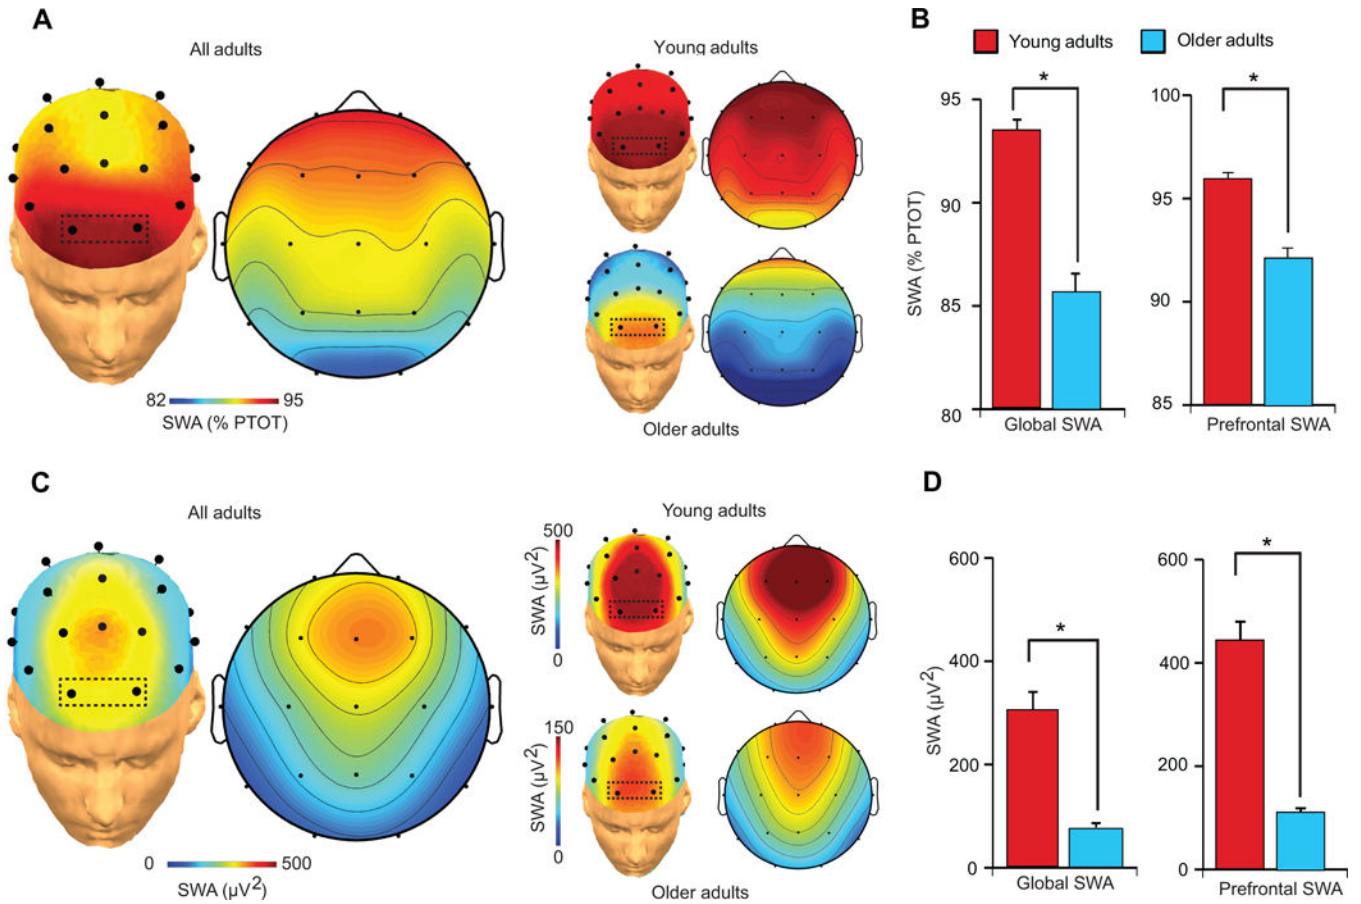 A
All adults
82
95
SWA (% PTOT)
Young adults
Older adults
B
Young adults
Older adults
SWA (% PTOT)
95
90
85
80
*
Global SWA
100
95
90
85
*
Prefrontal SWA
C
All adults
0
500
SWA (µV²)
Young adults
500
SWA (µV²)
0
150
SWA (µV²)
0
Older adults
D
SWA (µV²)
600
400
200
0
*
Global SWA
600
400
200
0
*
Prefrontal SWA